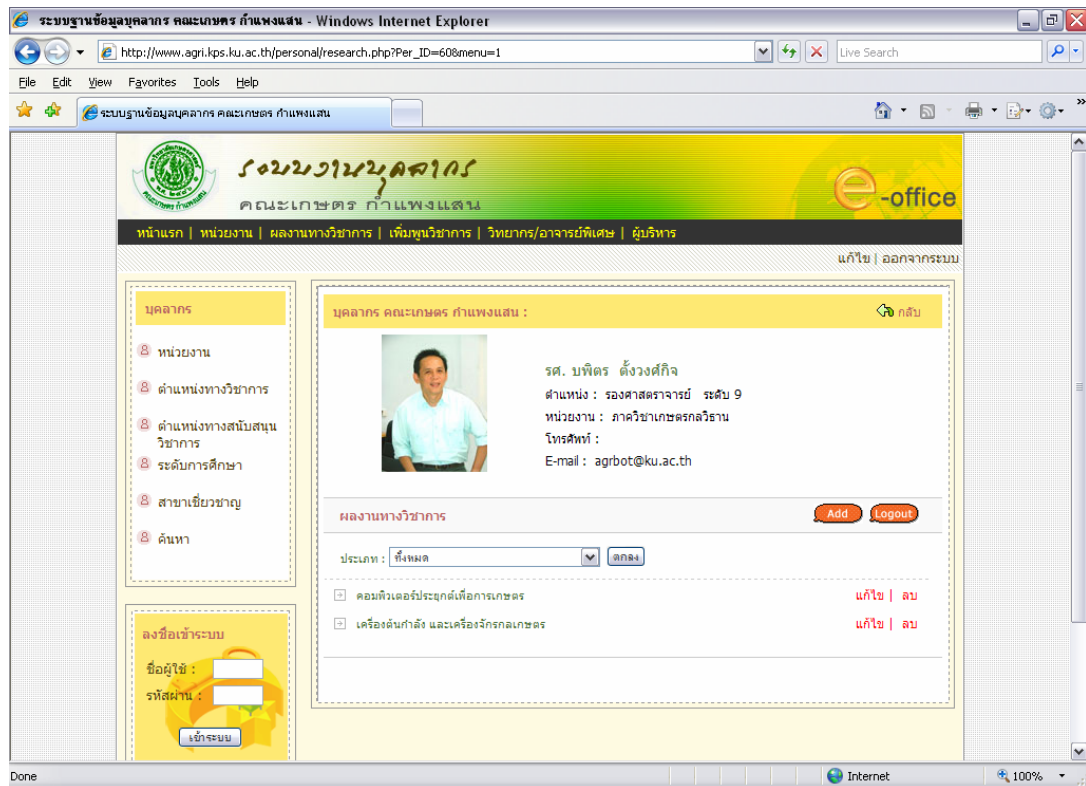 ระบบฐานข้อมูลบุคลากร คณะเกษตร กำแพงแสน - Windows Internet Explorer
http://www.agri.kps.ku.ac.th/personal/research.php?Per_ID=60&menu=1
Live Search
File Edit View Favorites Tools Help
ระบบฐานข้อมูลบุคลากร คณะเกษตร กำแพงแสน
ระบบงานบุคลากร
คณะเกษตร กำแพงแสน
e-office
หน้าแรก | หน่วยงาน | ผลงานทางวิชาการ | เพิ่มพูนวิชาการ | วิทยากร/อาจารย์พิเศษ | ผู้บริหาร
แก้ไข | ออกจากระบบ
บุคลากร
หน่วยงาน
ตำแหน่งทางวิชาการ
ตำแหน่งทางสนับสนุน
วิชาการ
ระดับการศึกษา
สาขาเชี่ยวชาญ
ค้นหา
ลงชื่อเข้าระบบ
ชื่อผู้ใช้ :
รหัสผ่าน :
เข้าระบบ
บุคลากร คณะเกษตร กำแพงแสน :
กลับ
รศ. บพิตร ตั้งวงศ์กิจ
ตำแหน่ง : รองศาสตราจารย์ ระดับ 9
หน่วยงาน : ภาควิชาเกษตรกลวิธาน
โทรศัพท์ :
E-mail : agrbot@ku.ac.th
ผลงานทางวิชาการ
Add Logout
ประเภท : ทั้งหมด ตกลง
คอมพิวเตอร์ประยุกต์เพื่อการเกษตร แก้ไข | ลบ
เครื่องต้นกำลัง และเครื่องจักรกลเกษตร แก้ไข | ลบ
Done
Internet
100%